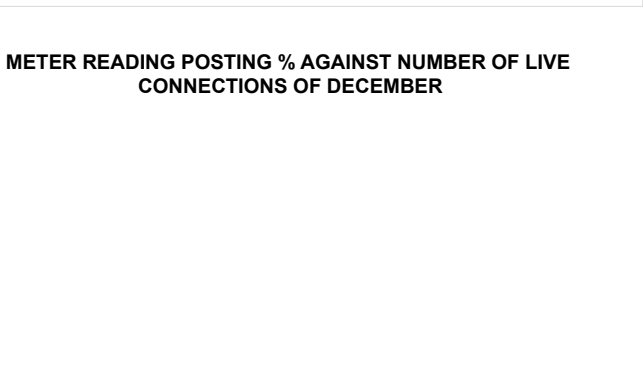 METER READING POSTING % AGAINST NUMBER OF LIVE
CONNECTIONS OF DECEMBER